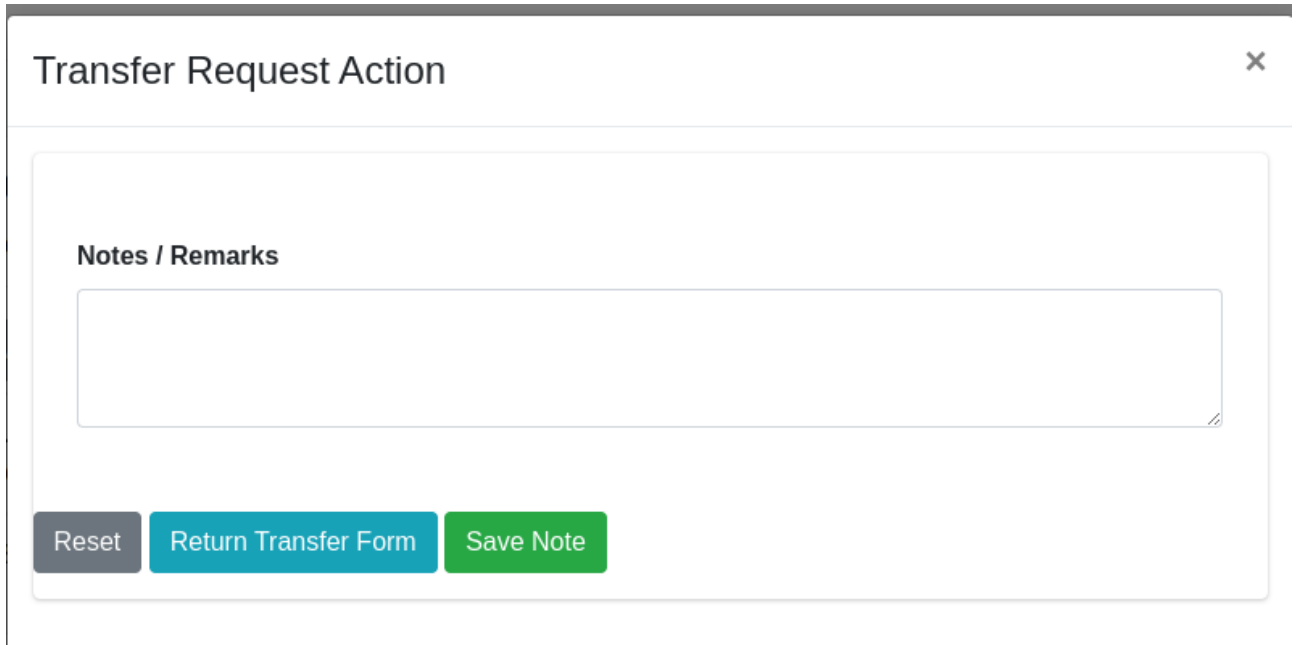 Transfer Request Action
×
Notes / Remarks
Reset Return Transfer Form Save Note